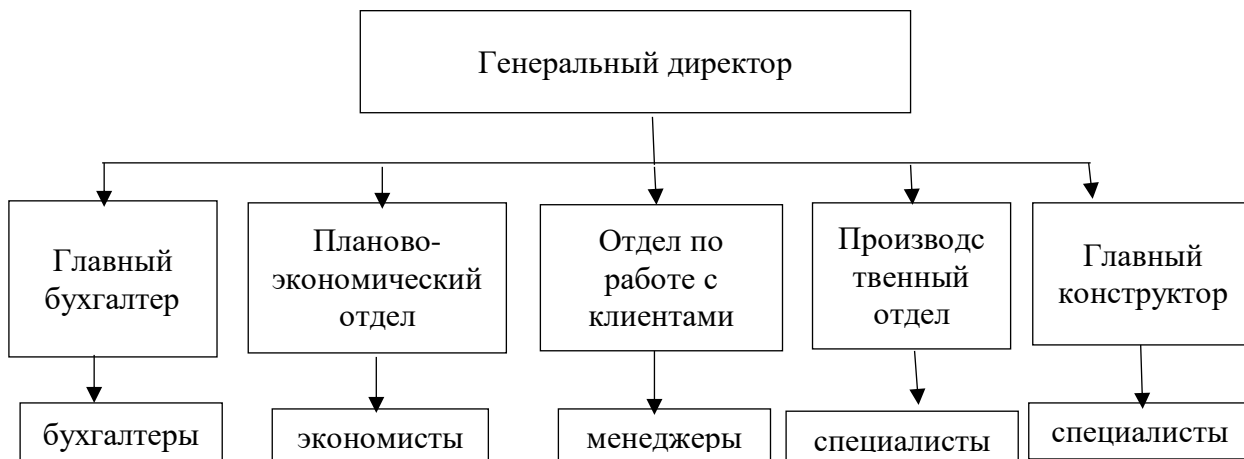 Генеральный директор
Главный
бухгалтер
Планово-
экономический
отдел
Отдел по
работе с
клиентами
Производс
твенный
отдел
Главный
конструктор
бухгалтеры
экономисты
менеджеры
специалисты
специалисты